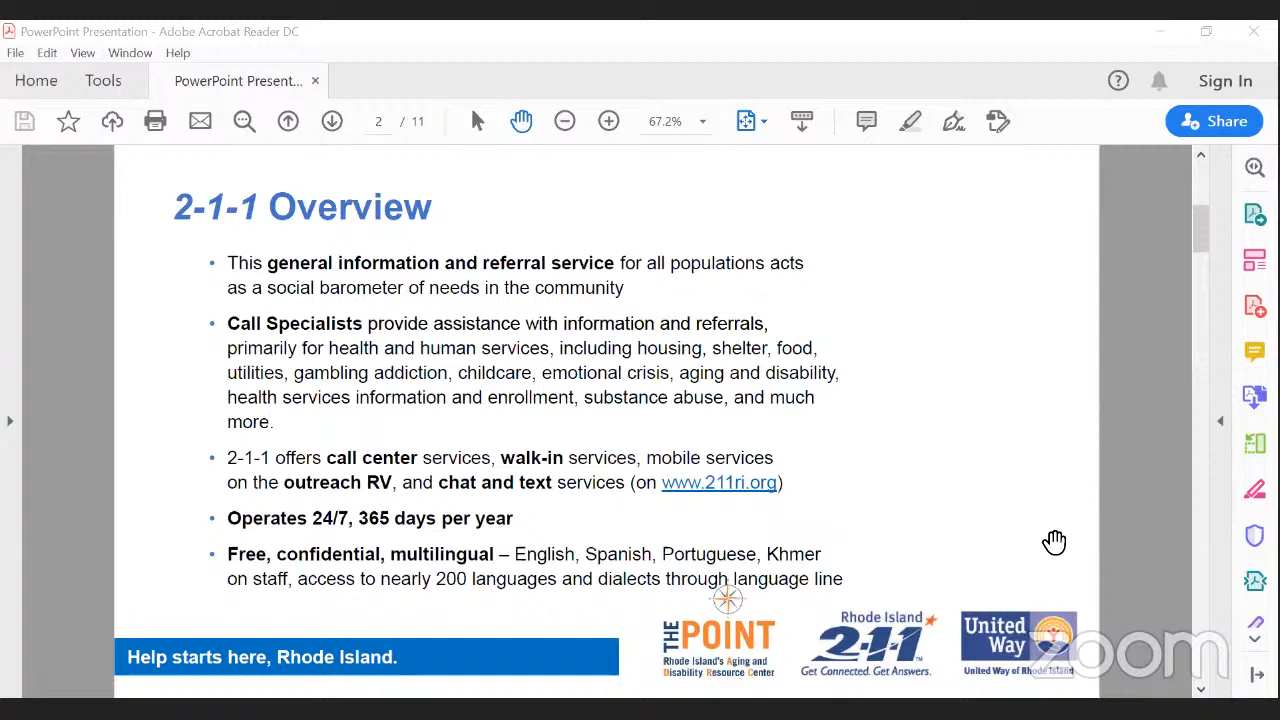 PowerPoint Presentation - Adobe Acrobat Reader DC
File Edit View Window Help
Home Tools PowerPoint Present... × Sign In
2 / 11 67.2% Share
2-1-1 Overview
• This general information and referral service for all populations acts
as a social barometer of needs in the community
• Call Specialists provide assistance with information and referrals,
primarily for health and human services, including housing, shelter, food,
utilities, gambling addiction, childcare, emotional crisis, aging and disability,
health services information and enrollment, substance abuse, and much
more.
• 2-1-1 offers call center services, walk-in services, mobile services
on the outreach RV, and chat and text services (on www.211ri.org)
• Operates 24/7, 365 days per year
• Free, confidential, multilingual – English, Spanish, Portuguese, Khmer
on staff, access to nearly 200 languages and dialects through language line
Help starts here, Rhode Island.
THE POINT
Rhode Island's Aging and
Disability Resource Center
Rhode Island
2-1-1
Get Connected. Get Answers.
United
Way
United Way of Rhode Island
zoom